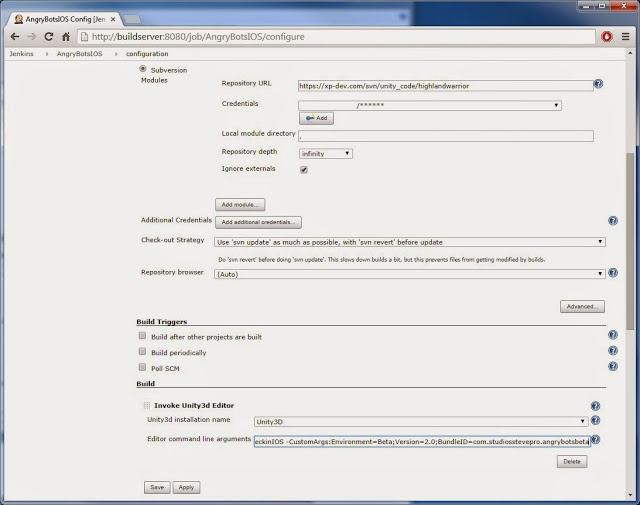 AngryBotsIOS Config [Jen
http://buildserver:8080/job/AngryBotsIOS/configure
Jenkins AngryBotsIOS configuration
Subversion
Modules
Repository URL https://xp-dev.com/svn/unity_code/highlandwarrior
Credentials /******
Add
Local module directory .
Repository depth infinity
Ignore externals
Add module...
Additional Credentials Add additional credentials...
Check-out Strategy Use 'svn update' as much as possible, with 'svn revert' before update
Do 'svn revert' before doing 'svn update'. This slows down builds a bit, but this prevents files from getting modified by builds.
Repository browser (Auto)
Advanced...
Build Triggers
Build after other projects are built
Build periodically
Poll SCM
Build
Invoke Unity3d Editor
Unity3d installation name Unity3D
Editor command line arguments eckinIOS -CustomArgs:Environment=Beta;Version=2.0;BundleID=com.studiosstevepro.angrybotsbeta
Delete
Save Apply